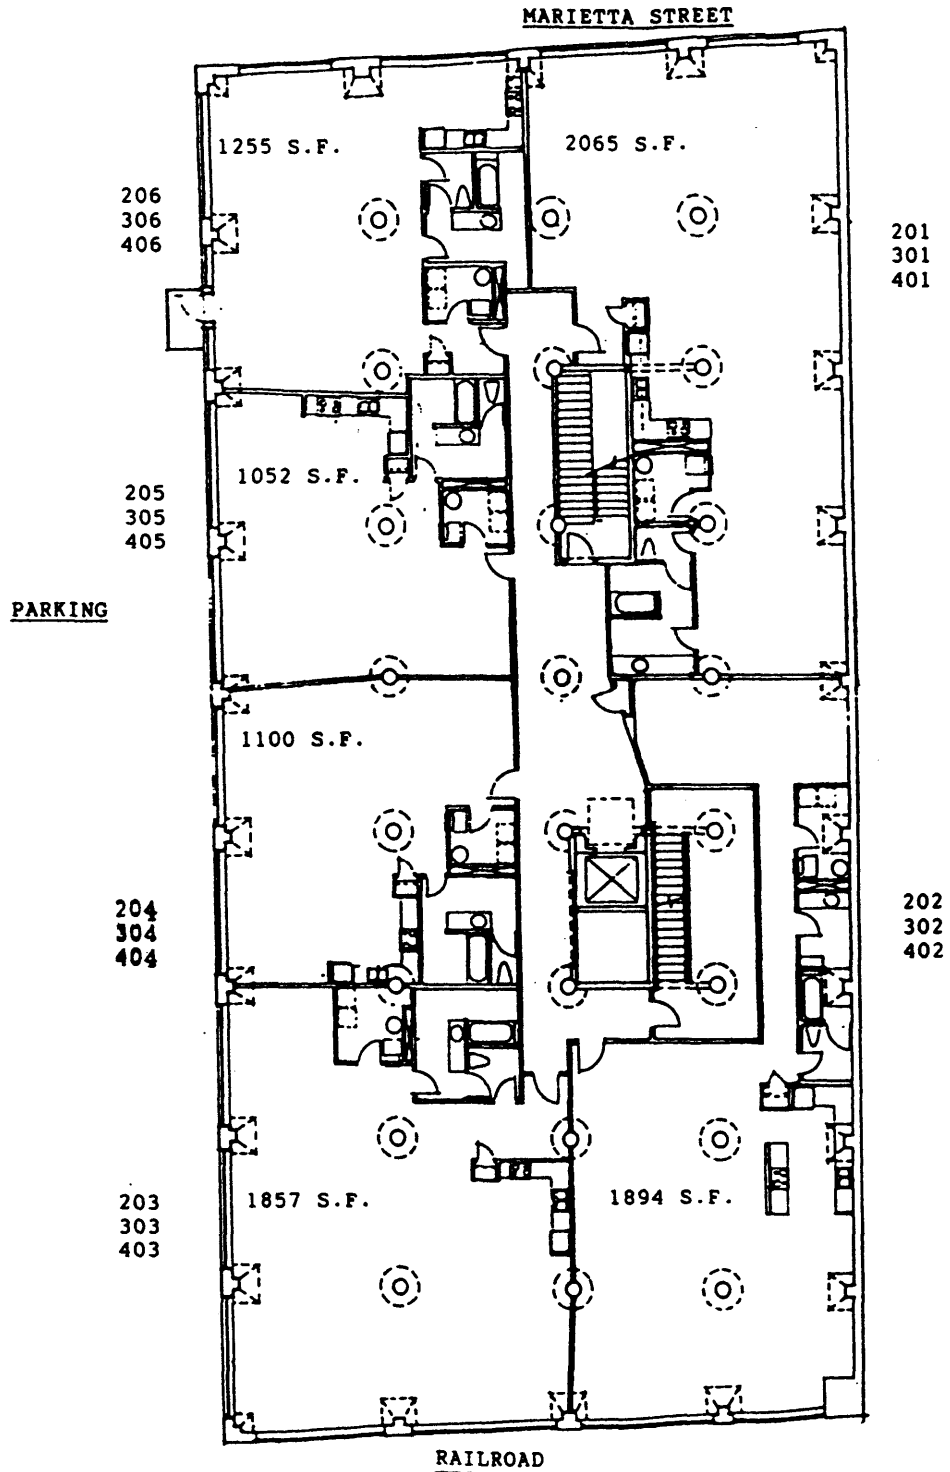 MARIETTA STREET
1255 S.F.
2065 S.F.
206
306
406
201
301
401
1052 S.F.
205
305
405
PARKING
1100 S.F.
204
304
404
202
302
402
1857 S.F.
1894 S.F.
203
303
403
RAILROAD